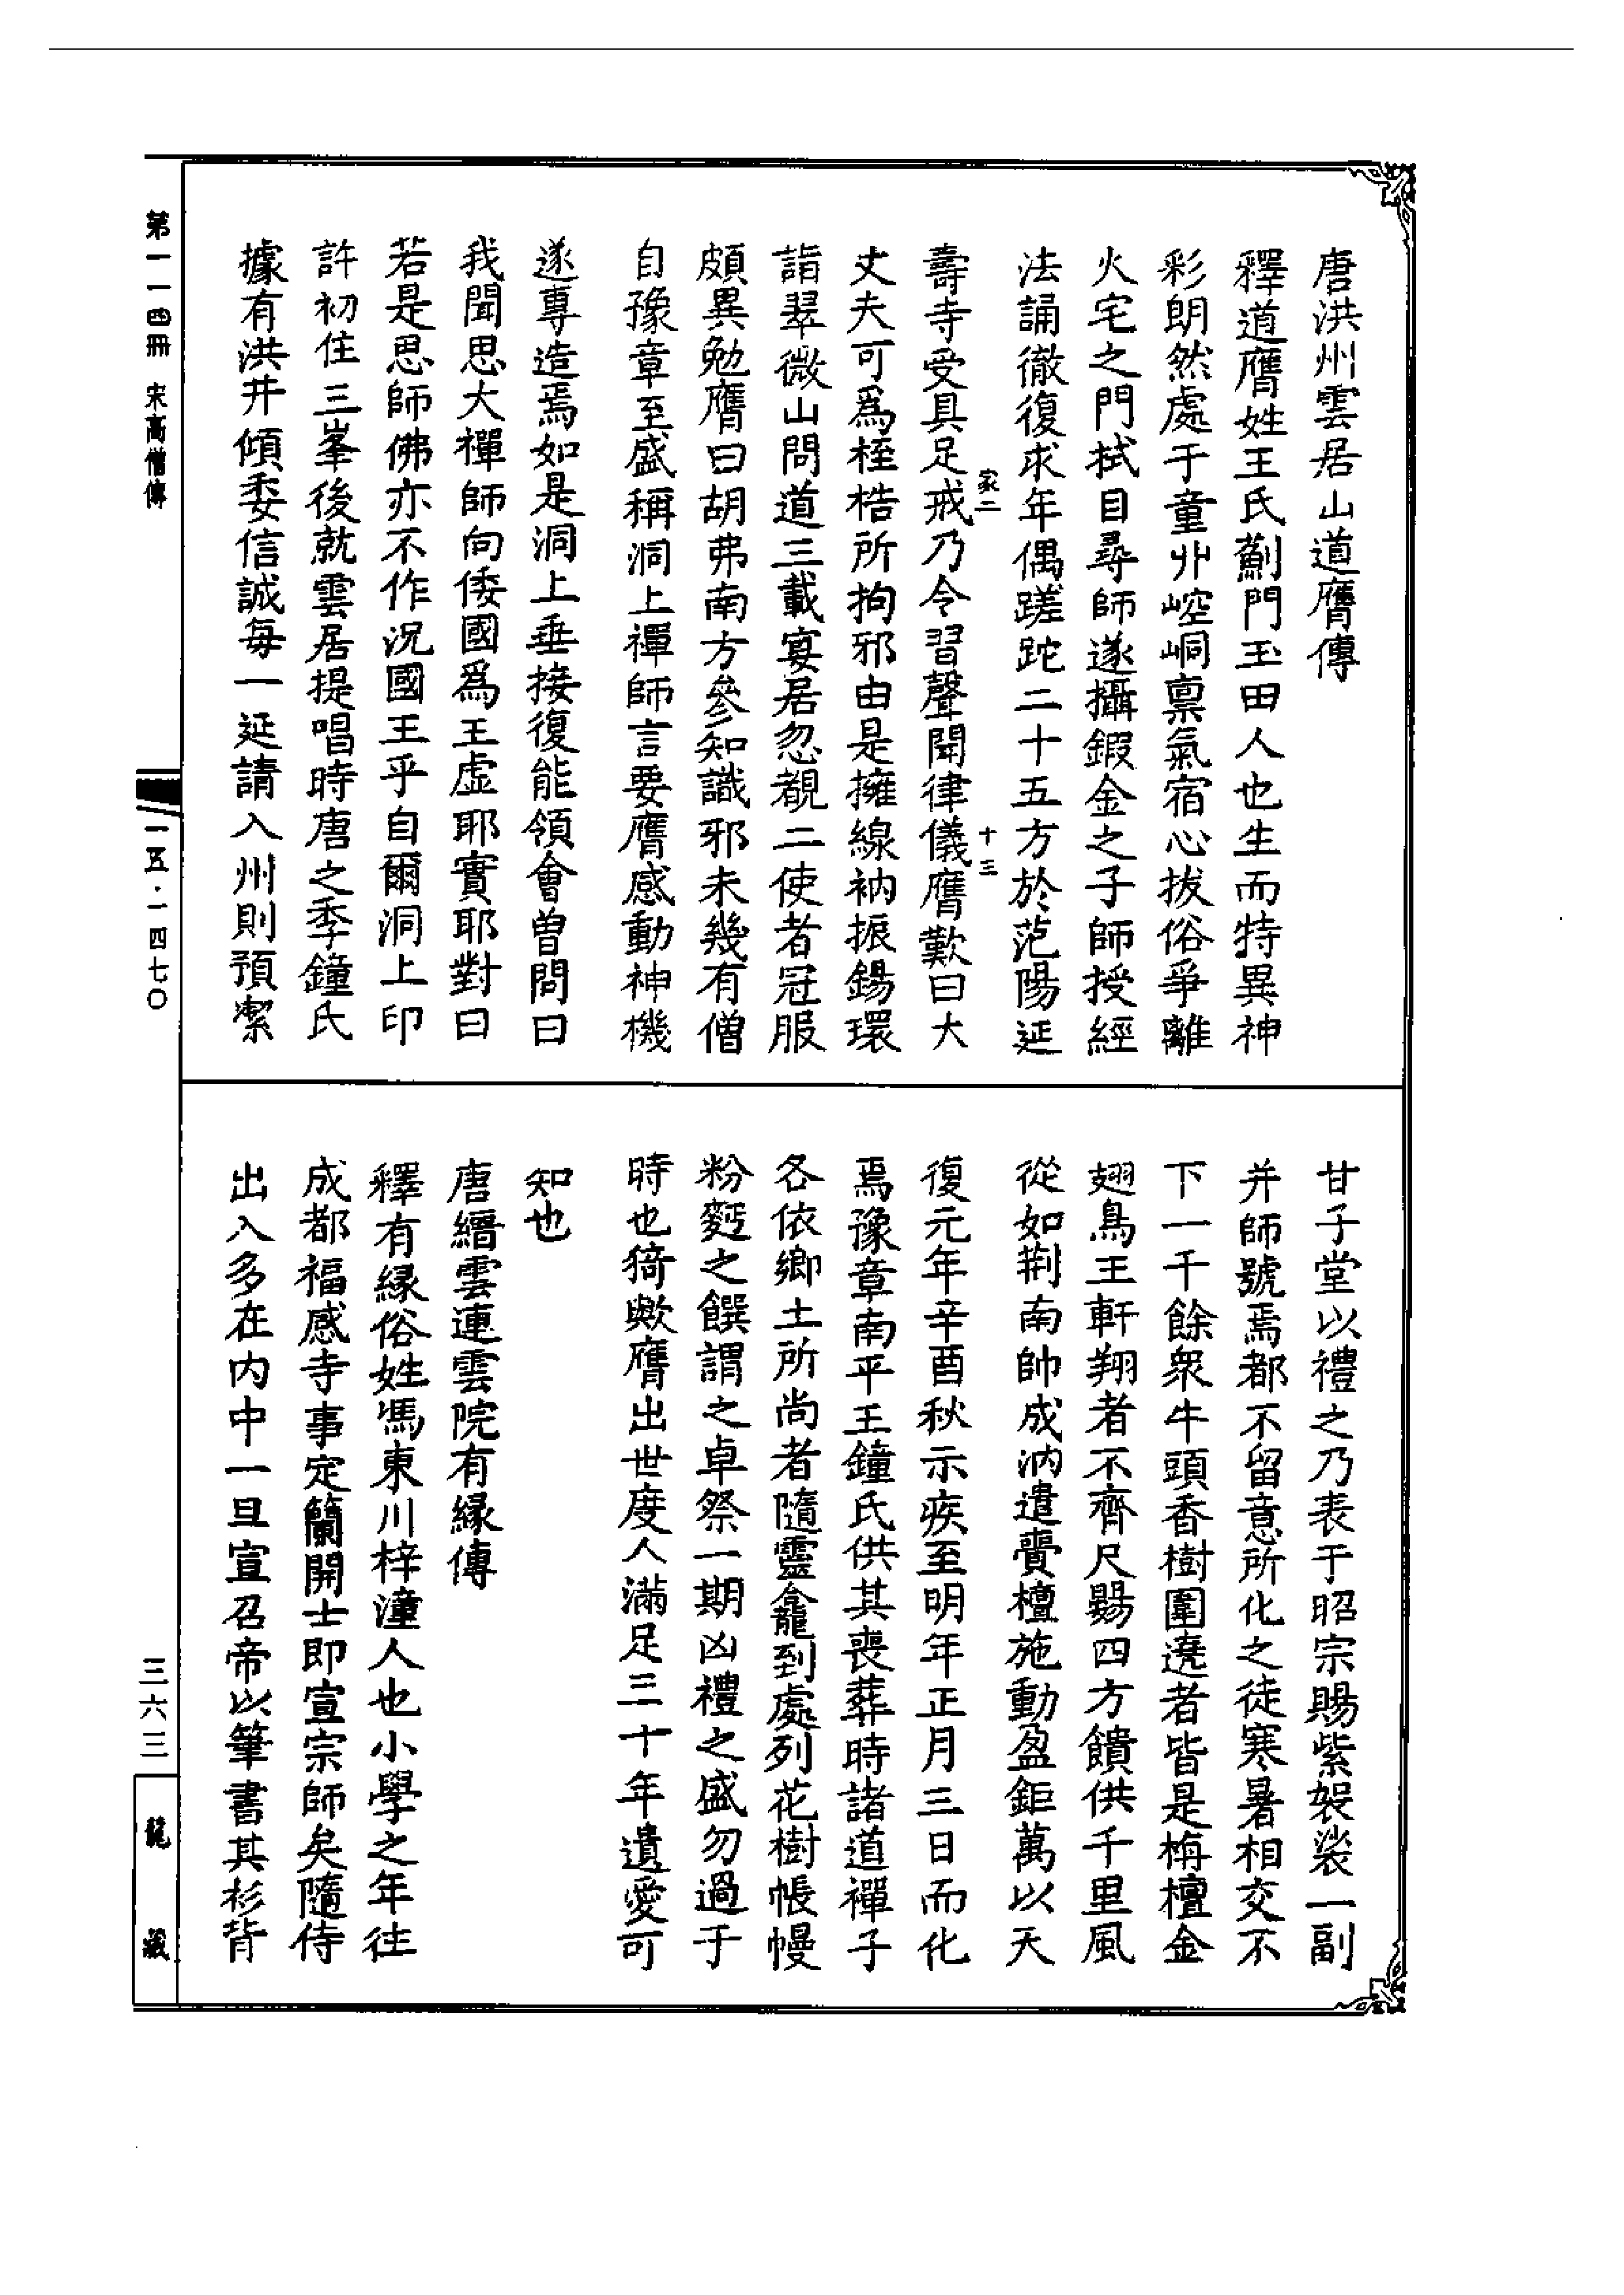 唐洪州雲居山道膺傳
釋道膺姓王氏薊門玉田人也生而特異神
彩朗然處于童丱崆峒禀氣宿心拔俗爭離
火宅之門拭目尋師遂攝鍜金之子師授經
法誦徹復求年偶蹉跎二十五方於范陽延
家二
十三
壽寺受具足戒乃令習聲聞律儀膺歎曰大
丈夫可爲桎梏所拘邪由是擁線衲振錫環
詣翠微山問道三載宴居忽覩二使者冠服
頗異勉膺曰胡弗南方參知識邪未幾有僧
自豫章至盛稱洞上禪師言要膺感動神機
遂專造焉如是洞上垂接復能領會曽問曰
我聞思大禪師向倭國爲王虛耶實耶對曰
若是思師佛亦不作况國王乎自爾洞上印
許初住三峯後就雲居提唱時唐之季鐘氏
據有洪井傾委信誠每一延請入州則預潔
甘子堂以禮之乃表于昭宗賜紫袈裟一副
并師號焉都不留意所化之徒寒暑相交不
下一千餘衆牛頭香樹圍遶者皆是栴檀金
翅鳥王軒翔者不齊尺鷃四方饋供千里風
從如荆南帥成汭遣賷檀施動盈鉅萬以天
復元年辛酉秋示疾至明年正月三日而化
焉豫章南平王鐘氏供其喪葬時諸道禪子
各依鄉土所尚者隨靈龕到處列花樹帳幔
粉麪之饌謂之卓祭一期凶禮之盛勿過于
時也猗歟膺出世度人滿足三十年遺愛可
知也
唐縉雲連雲院有緣傳
釋有緣俗姓馮東川梓潼人也小學之年往
成都福感寺事定蘭開士即宣宗師矣隨侍
出入多在内中一旦宣召帝以筆書其衫背
第一一四冊 宋高僧傳
一五·一四七〇
三六三
龍藏